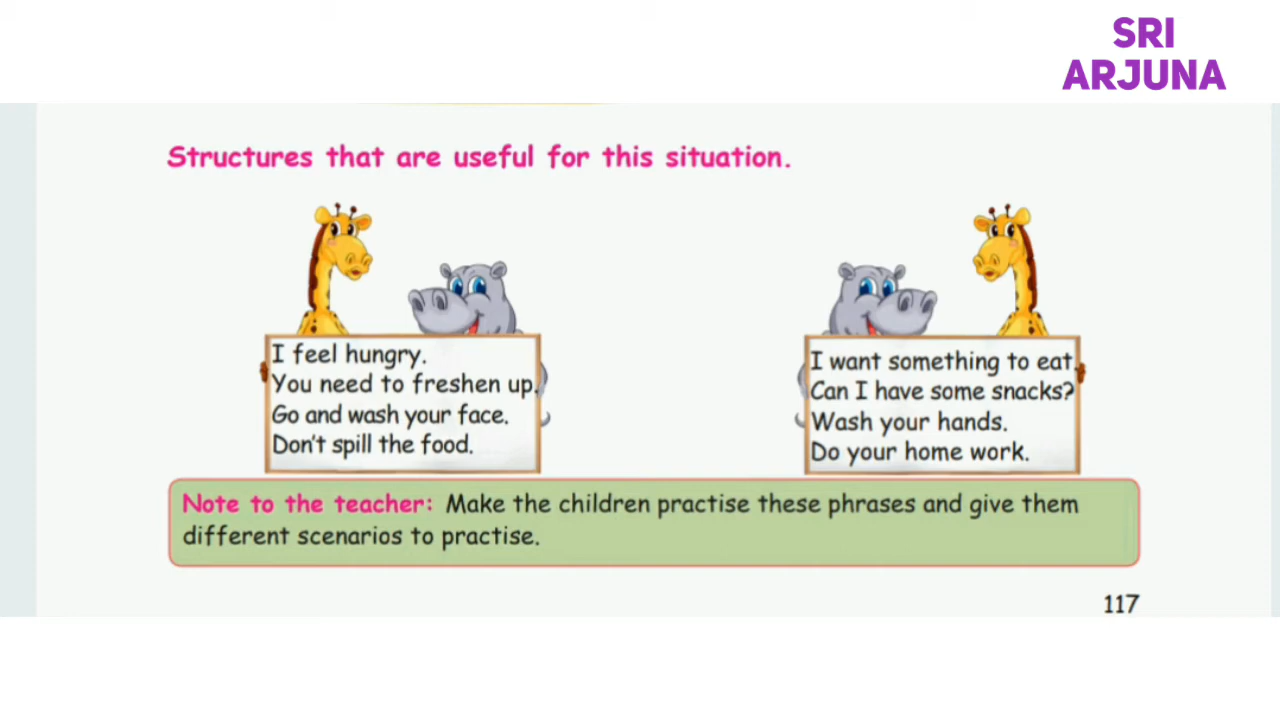 SRI
ARJUNA
Structures that are useful for this situation.
I feel hungry.
You need to freshen up.
Go and wash your face.
Don't spill the food.
I want something to eat.
Can I have some snacks?
Wash your hands.
Do your home work.
Note to the teacher: Make the children practise these phrases and give them
different scenarios to practise.
117